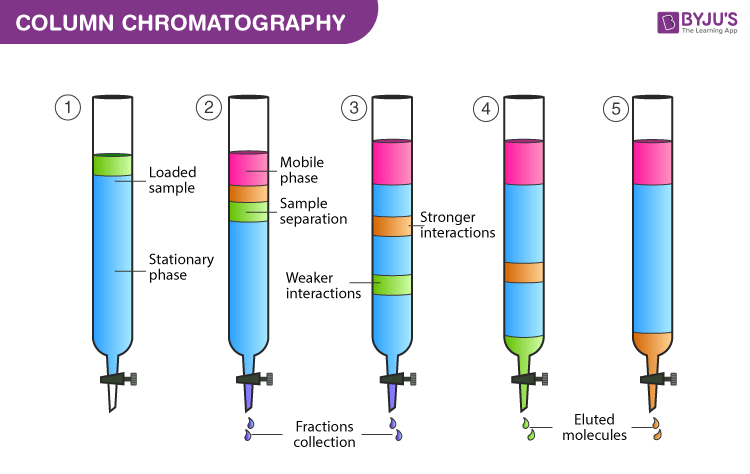 COLUMN CHROMATOGRAPHY
BYJU'S
The Learning App
1
2
3
4
5
Loaded
sample
Stationary
phase
Mobile
phase
Sample
separation
Weaker
interactions
Stronger
interactions
Fractions
collection
Eluted
molecules